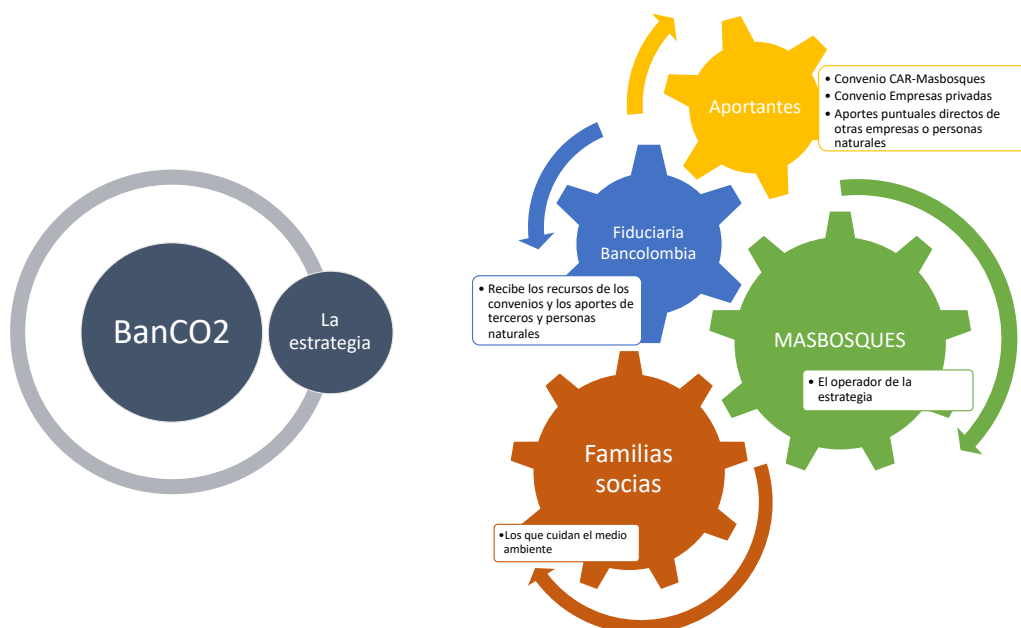 BanCO2
La
estrategia
Aportantes
• Convenio CAR-Masbosques
• Convenio Empresas privadas
• Aportes puntuales directos de
otras empresas o personas
naturales
Fiduciaria
Bancolombia
• Recibe los recursos de los
convenios y los aportes de
terceros y personas
naturales
MASBOSQUES
• El operador de la
estrategia
Familias
socias
•Los que cuidan el medio
ambiente